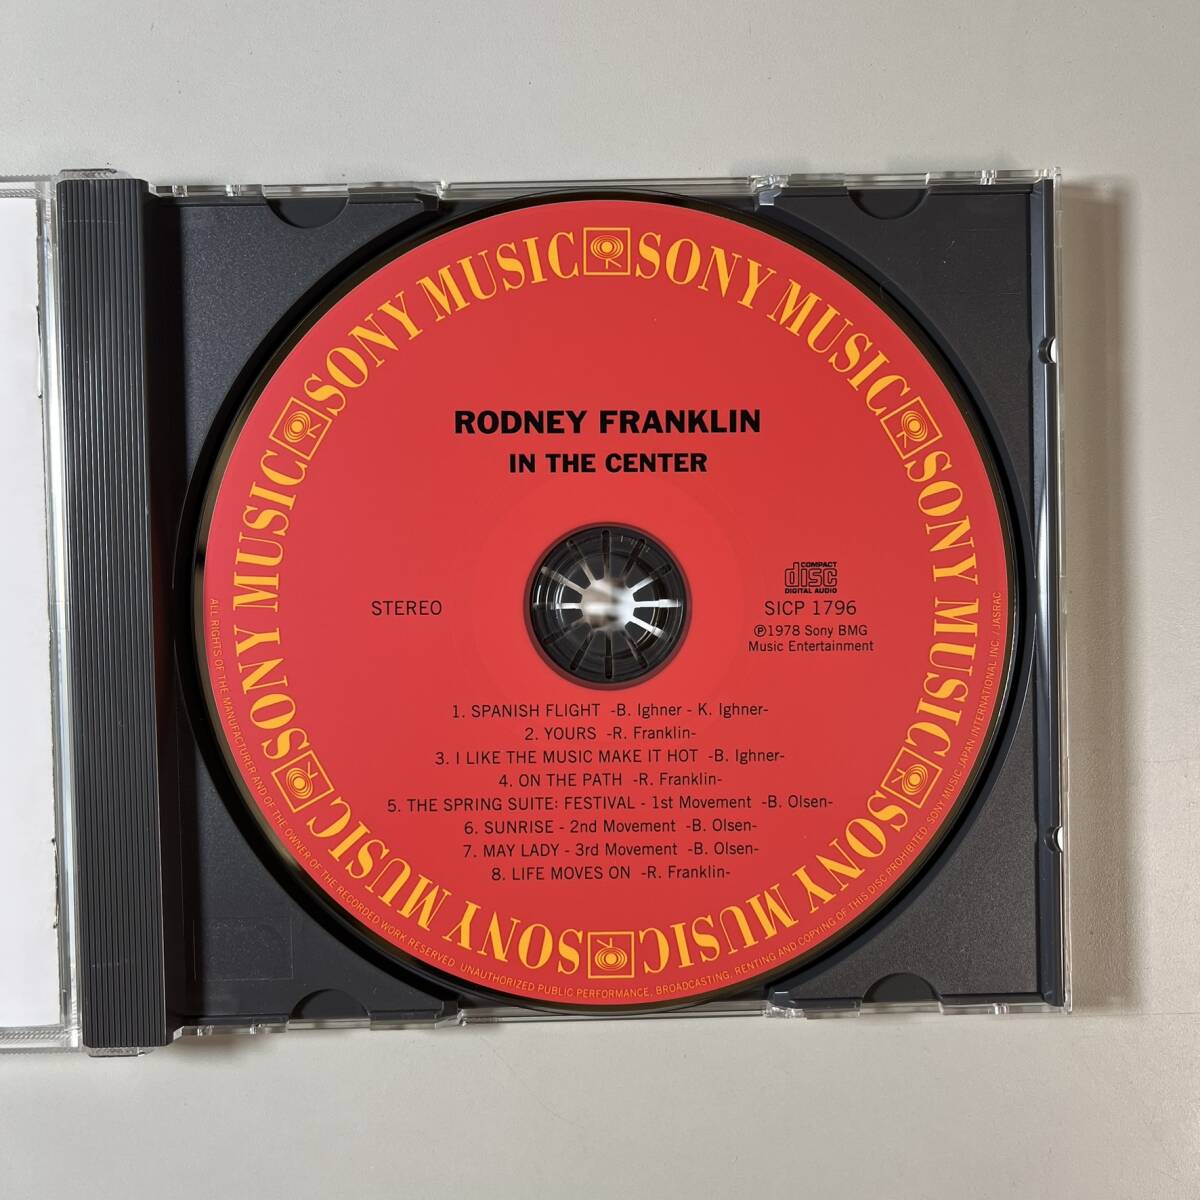 SONY MUSIC SONY MUSIC SONY MUSIC SONY MUSIC SONY MUSIC SONY MUSIC
RODNEY FRANKLIN
IN THE CENTER
STEREO
COMPACT
disc
DIGITAL AUDIO
SICP 1796
Ⓟ1978 Sony BMG
Music Entertainment
1. SPANISH FLIGHT -B. Ighner - K. Ighner-
2. YOURS -R. Franklin-
3. I LIKE THE MUSIC MAKE IT HOT -B. Ighner-
4. ON THE PATH -R. Franklin-
5. THE SPRING SUITE: FESTIVAL - 1st Movement -B. Olsen-
6. SUNRISE - 2nd Movement -B. Olsen-
7. MAY LADY - 3rd Movement -B. Olsen-
8. LIFE MOVES ON -R. Franklin-
ALL RIGHTS OF THE MANUFACTURER AND OF THE OWNER OF THE RECORDED WORK RESERVED. UNAUTHORIZED PUBLIC PERFORMANCE, BROADCASTING, RENTING AND COPYING OF THIS DISC PROHIBITED. SONY MUSIC JAPAN INTERNATIONAL INC. / JASRAC